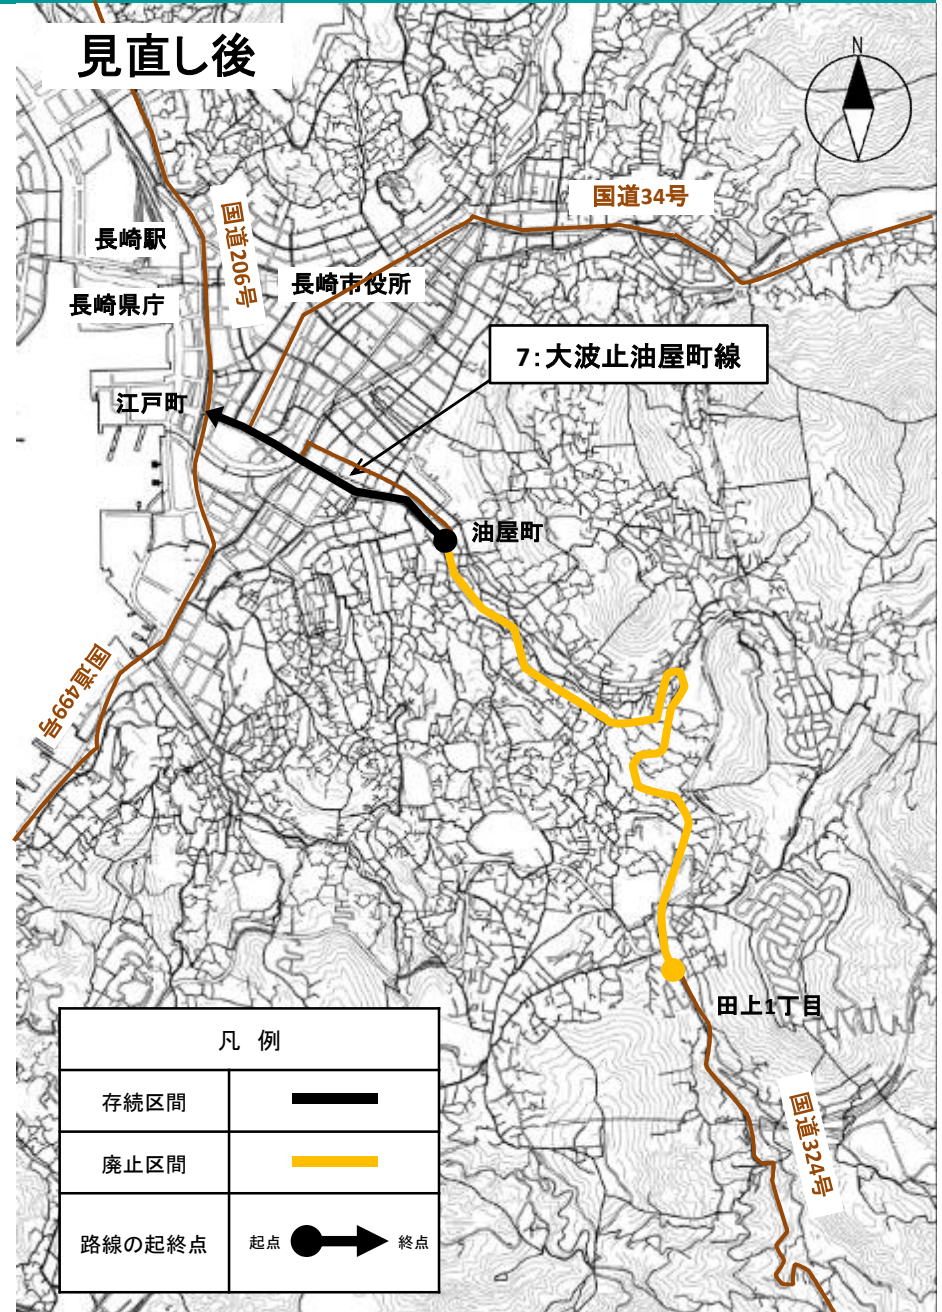 見直し後
N
国道34号
国道206号
長崎駅
長崎市役所
長崎県庁
7:大波止油屋町線
江戸町
油屋町
国道499号
田上1丁目
国道324号
凡 例
存続区間
廃止区間
路線の起終点
起点
終点